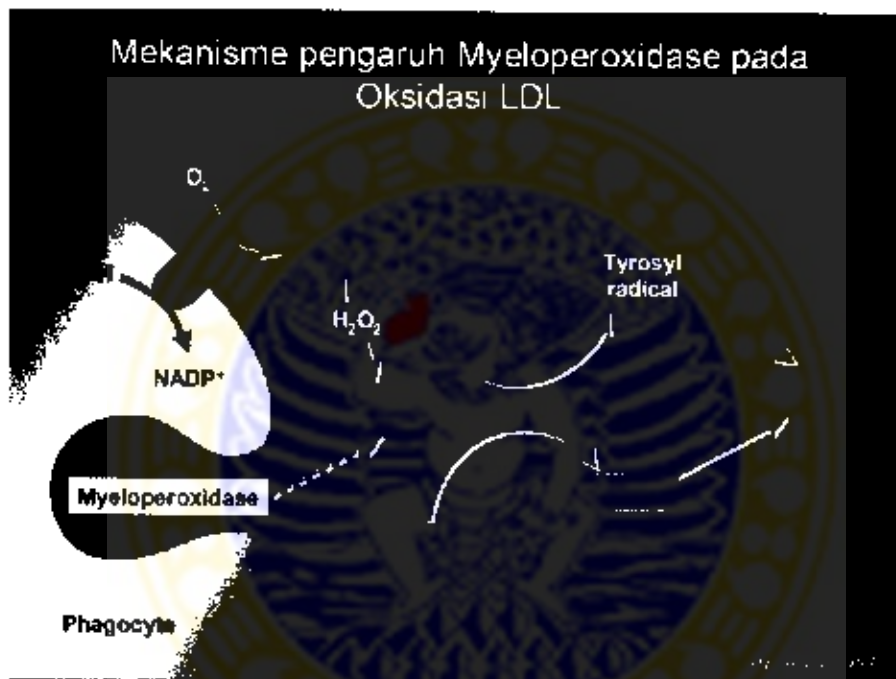 Mekanisme pengaruh Myeloperoxidase pada
Oksidasi LDL
O₂
Tyrosyl
radical
H₂O₂
NADP⁺
Myeloperoxidase
Phagocyte